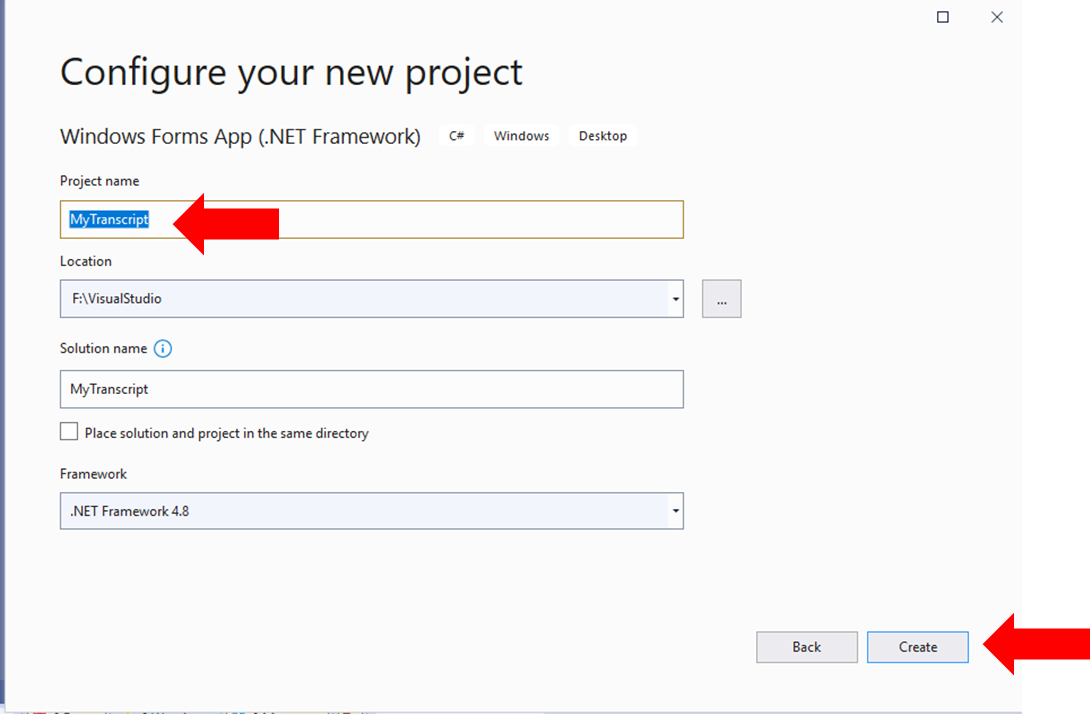 Configure your new project
Windows Forms App (.NET Framework) C# Windows Desktop
Project name
MyTranscript
Location
F:\VisualStudio
...
Solution name
MyTranscript
Place solution and project in the same directory
Framework
.NET Framework 4.8
Back Create